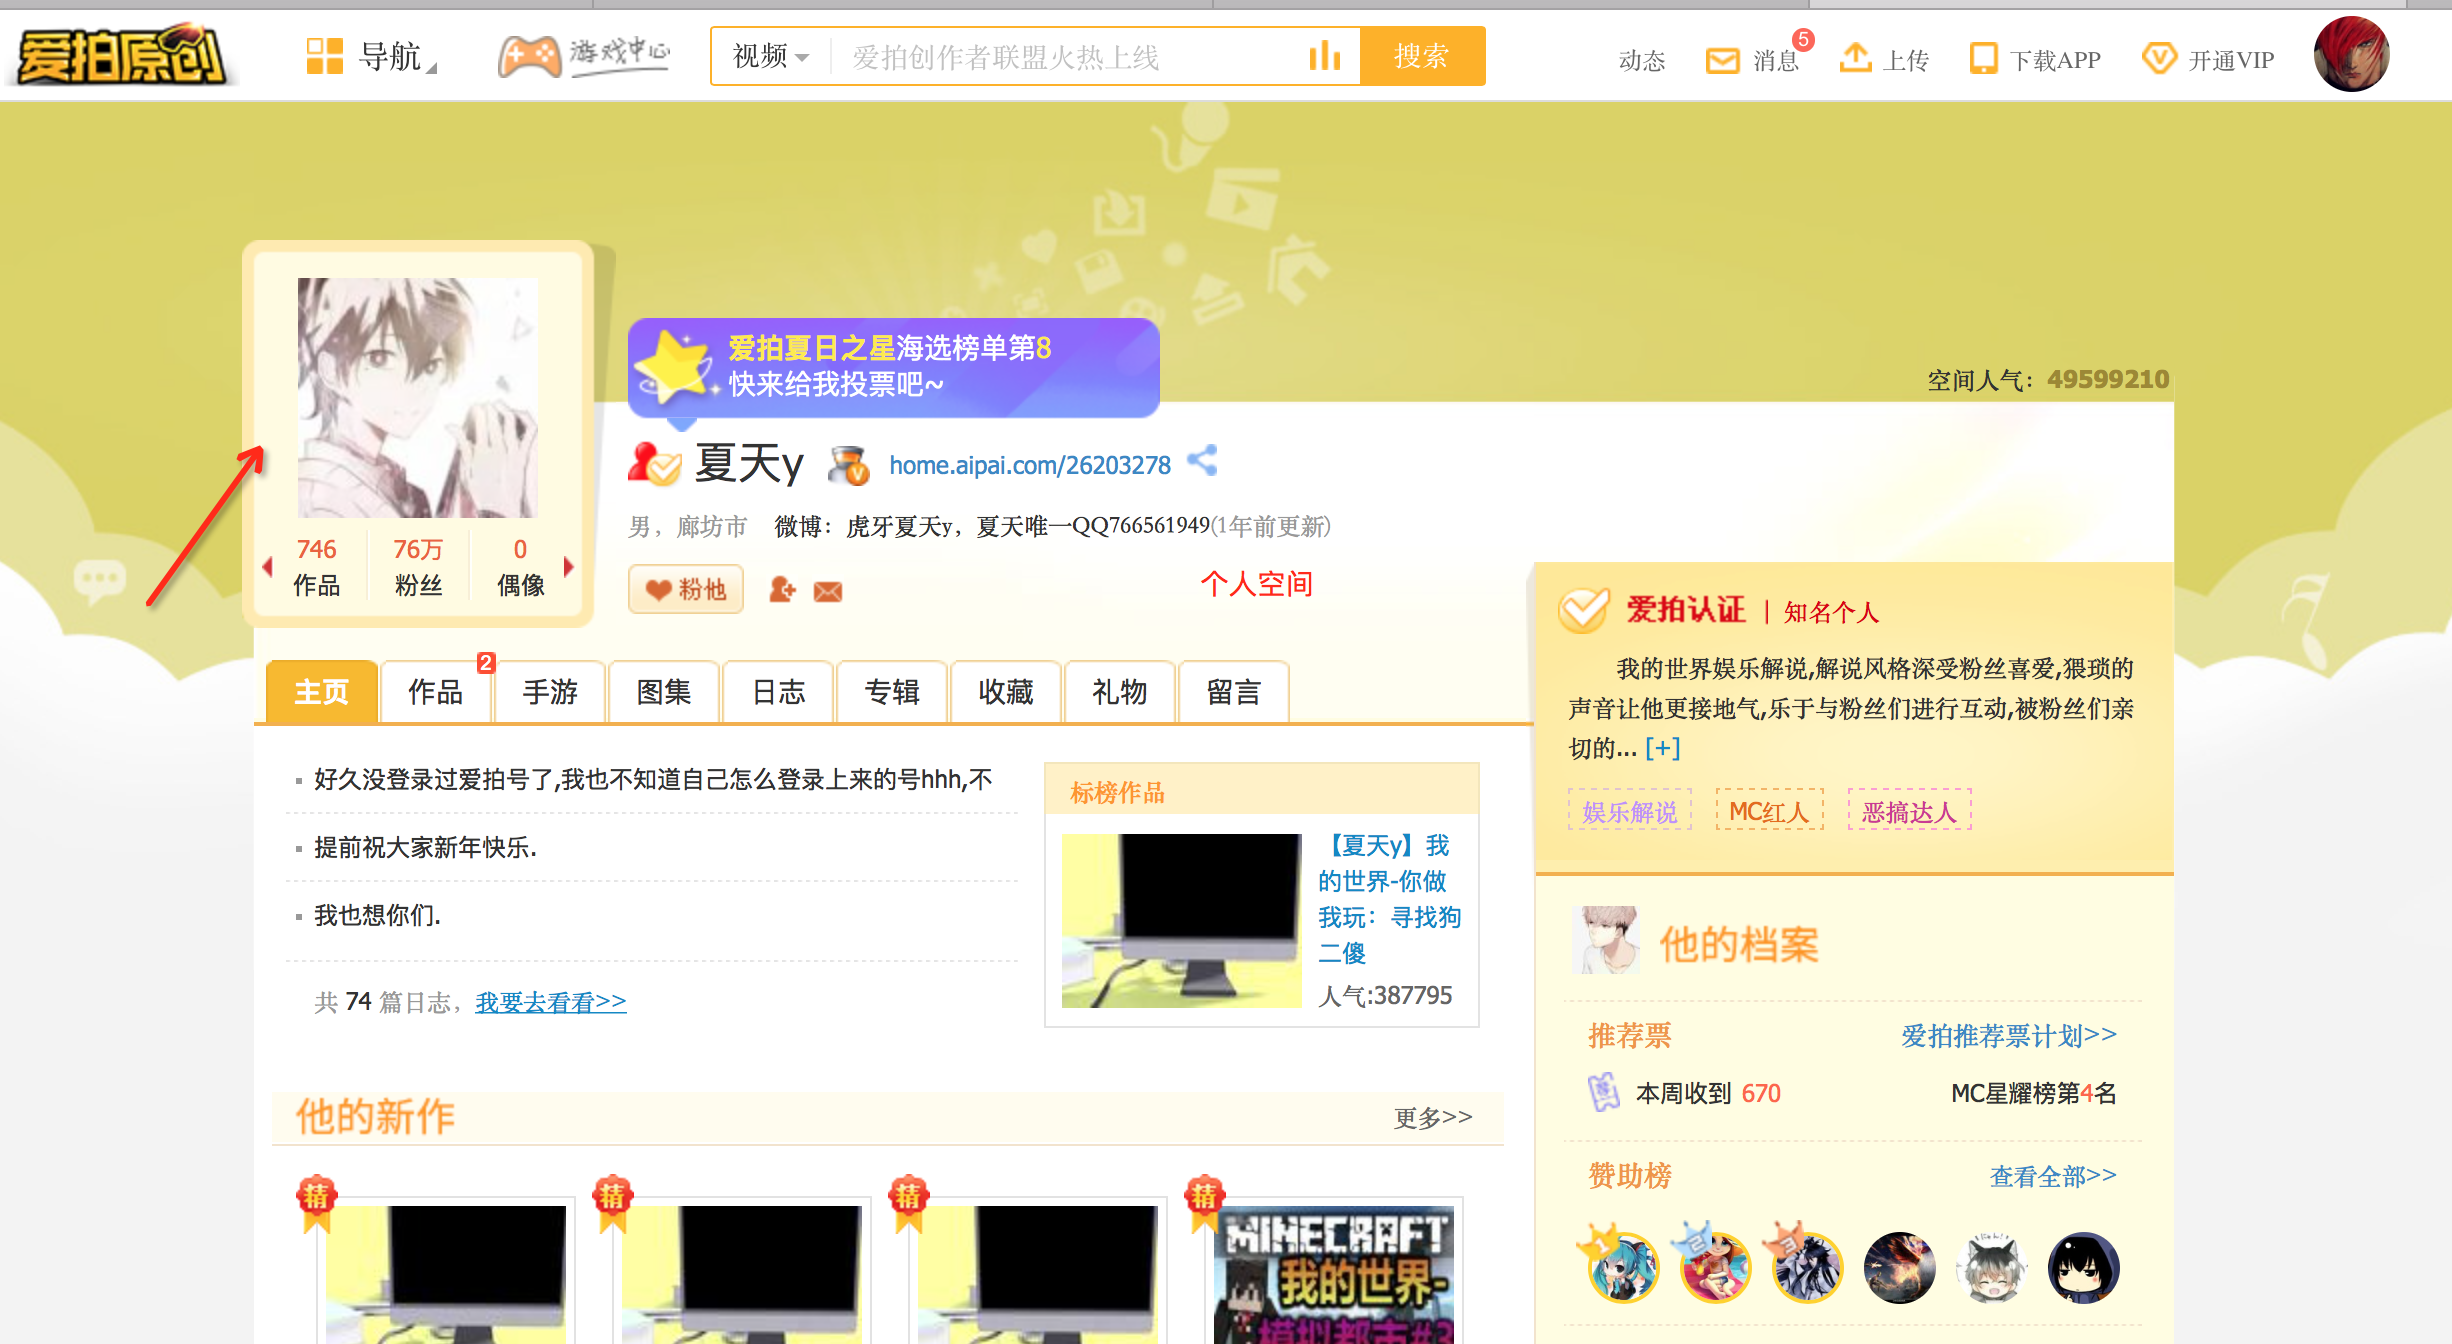 爱拍原创
导航
游戏中心
视频
爱拍创作者联盟火热上线
搜索
动态
消息
5
上传
下载APP
开通VIP
爱拍夏日之星海选榜单第8
快来给我投票吧~
空间人气：49599210
夏天y
home.aipai.com/26203278
男，廊坊市 微博：虎牙夏天y，夏天唯一QQ766561949(1年前更新)
746 76万 0
作品 粉丝 偶像
粉他
个人空间
主页
作品
2
手游
图集
日志
专辑
收藏
礼物
留言
爱拍认证 | 知名个人
我的世界娱乐解说,解说风格深受粉丝喜爱,猥琐的
声音让他更接地气,乐于与粉丝们进行互动,被粉丝们亲
切的... [+]
娱乐解说 MC红人 恶搞达人
好久没登录过爱拍号了,我也不知道自己怎么登录上来的号hhh,不
提前祝大家新年快乐.
我也想你们.
共 74 篇日志，我要去看看>>
标榜作品
【夏天y】我
的世界-你做
我玩：寻找狗
二傻
人气:387795
他的档案
推荐票 爱拍推荐票计划>>
本周收到 670 MC星耀榜第4名
赞助榜 查看全部>>
1 2 3
他的新作 更多>>
精 精 精 精
MINECRAFT
我的世界-
模拟都市#3